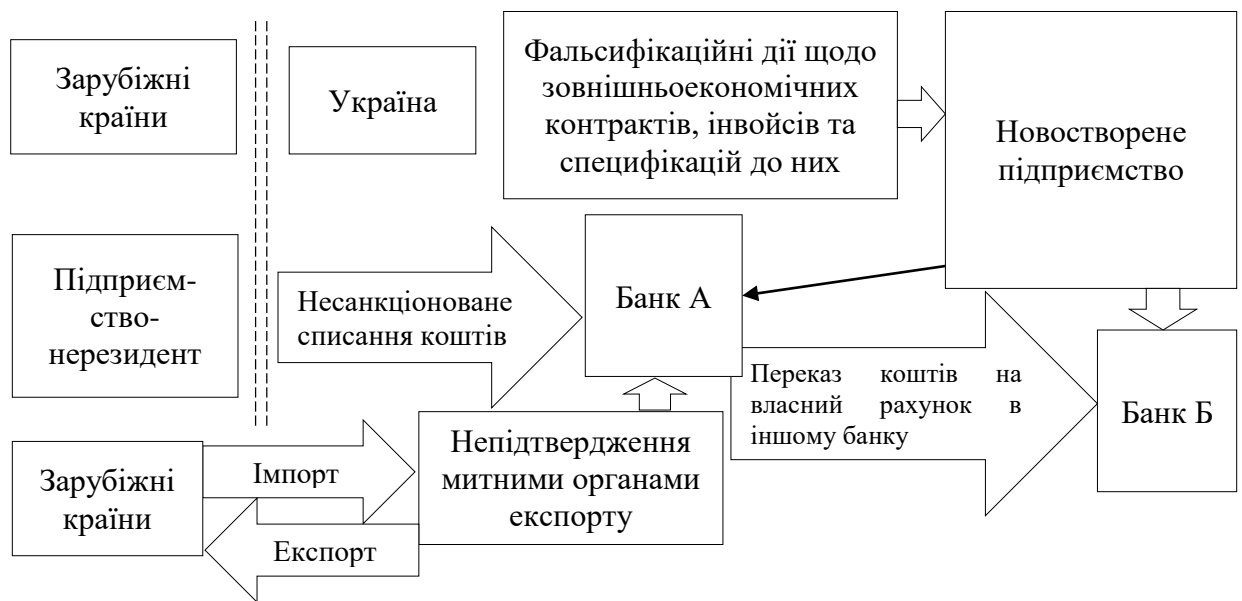 Зарубіжні
країни
Україна
Фальсифікаційні дії щодо
зовнішньоекономічних
контрактів, інвойсів та
специфікацій до них
Новостворене
підприємство
Підприєм-
ство-
нерезидент
Несанкціоноване
списання коштів
Банк А
Переказ коштів на
власний рахунок в
іншому банку
Банк Б
Зарубіжні
країни
Імпорт
Експорт
Непідтвердження
митними органами
експорту